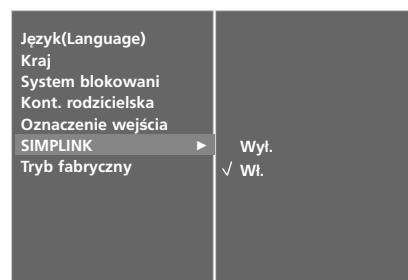 Język(Language)
Kraj
System blokowani
Kont. rodzicielska
Oznaczenie wejścia
SIMPLINK ►
Tryb fabryczny
Wył.
√ Wł.